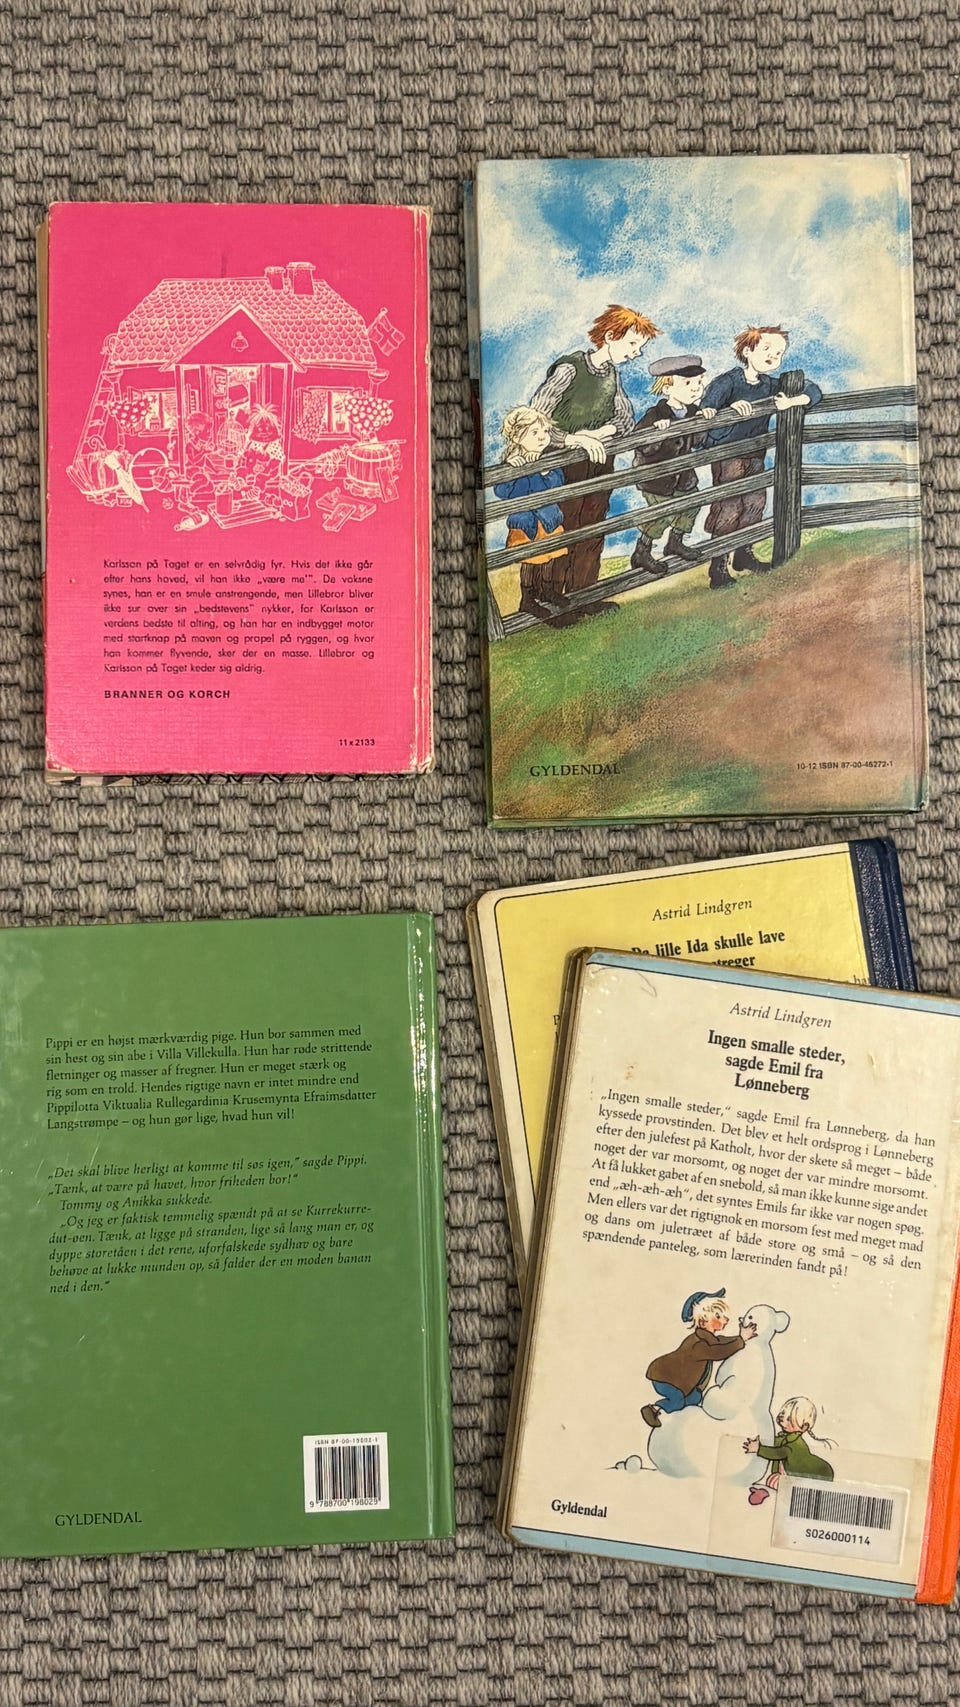 Karlsson på Taget er en selvrådig fyr. Hvis det ikke går
efter hans hoved, vil han ikke „være me'". De voksne
synes, han er en smule anstrengende, men Lillebror bliver
ikke sur over sin „bedstevens" nykker, for Karlsson er
verdens bedste til alting, og han har en indbygget motor
med startknap på maven og propel på ryggen, og hvor
han kommer flyvende, sker der en masse. Lillebror og
Karlsson på Taget keder sig aldrig.
BRANNER OG KORCH
11 x 2133
GYLDENDAL
10-12 ISBN 87-00-46272-1
Pippi er en højst mærkværdig pige. Hun bor sammen med
sin hest og sin abe i Villa Villekulla. Hun har røde strittende
fletninger og masser af fregner. Hun er meget stærk og
rig som en trold. Hendes rigtige navn er intet mindre end
Pippilotta Viktualia Rullegardinia Krusemynta Efraimsdatter
Langstrømpe – og hun gør lige, hvad hun vil!
„Det skal blive herligt at komme til søs igen," sagde Pippi.
„Tænk, at være på havet, hvor friheden bor!"
Tommy og Annika sukkede.
„Og jeg er faktisk temmelig spændt på at se Kurrekurre-
dut-øen. Tænk, at ligge på stranden, lige så lang man er, og
dyppe storetåen i det rene, uforfalskede sydhav og bare
behøve at lukke munden op, så falder der en moden banan
ned i den."
9 788700 198029
GYLDENDAL
Astrid Lindgren
Da lille Ida skulle lave
Astrid Lindgren
Ingen smalle steder,
sagde Emil fra
Lønneberg
„Ingen smalle steder," sagde Emil fra Lønneberg, da han
kyssede provstinden. Det blev et helt ordsprog i Lønneberg
efter den julefest på Katholt, hvor der skete så meget – både
noget der var morsomt, og noget der var mindre morsomt.
At få lukket gabet af en snebold, så man ikke kunne sige andet
end „æh-æh-æh", det syntes Emils far ikke var nogen spøg.
Men ellers var det rigtignok en morsom fest med meget mad
og dans om juletræet af både store og små – og så den
spændende panteleg, som lærerinden fandt på!
Gyldendal
S026000114